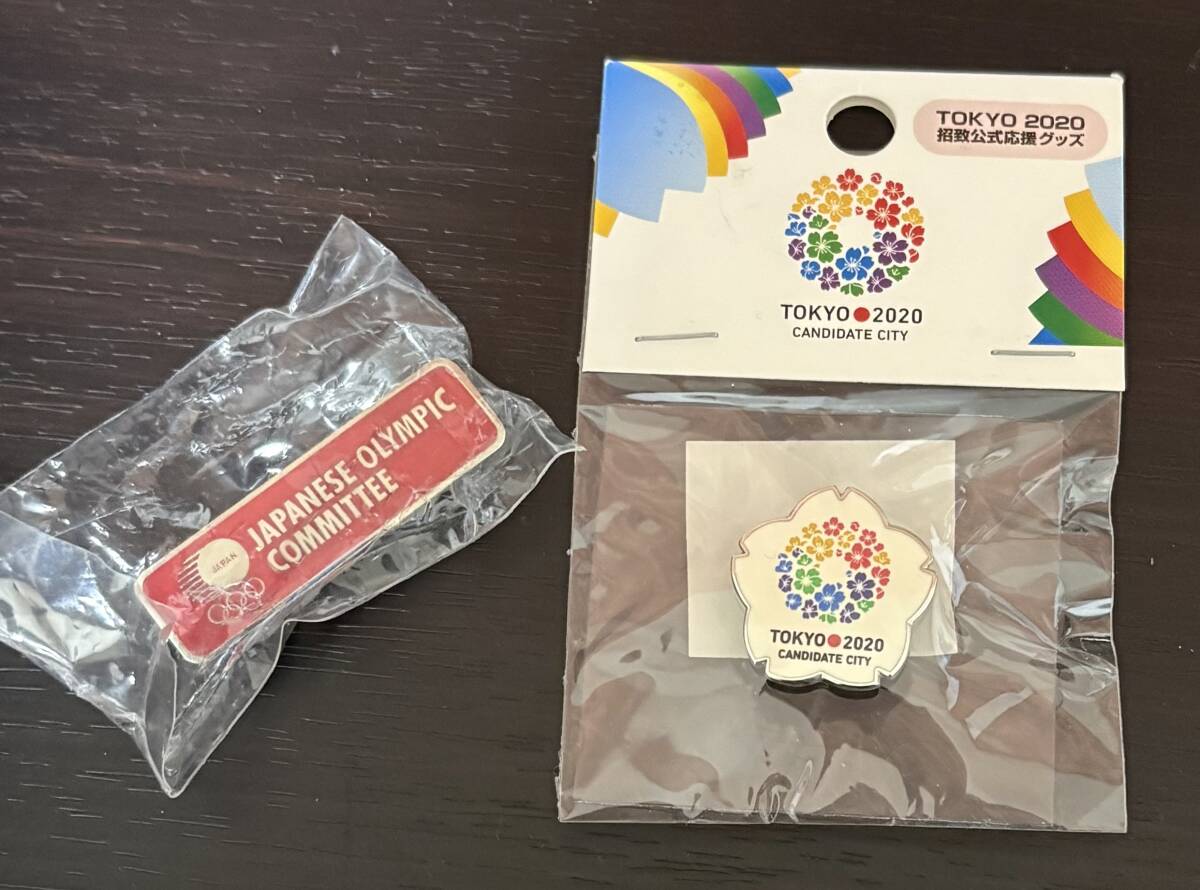 JAPANESE OLYMPIC
COMMITTEE
JAPAN
TOKYO 2020
招致公式応援グッズ
TOKYO 2020
CANDIDATE CITY
TOKYO 2020
CANDIDATE CITY